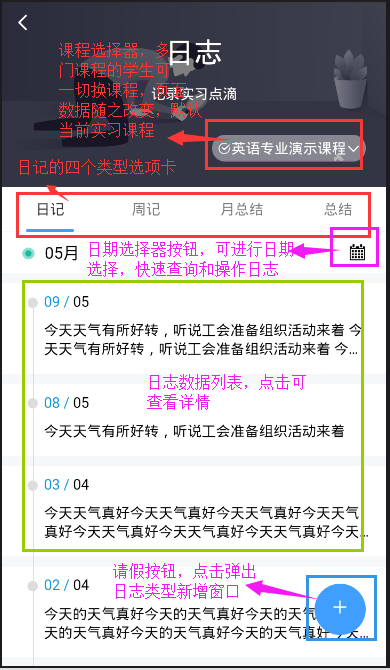 日志
课程选择器，多
门课程的学生可
一切换课程，
数据随之改变，默认
当前实习课程
记录实习点滴
英语专业演示课程
日记的四个类型选项卡
日记
周记
月总结
总结
05月
日期选择器按钮，可进行日期
选择，快速查询和操作日志
09 / 05
今天天气有所好转，听说工会准备组织活动来着 今
天天气有所好转，听说工会准备组织活动来着 今...
日志数据列表，点击可
查看详情
08 / 05
今天天气有所好转，听说工会准备组织活动来着
03 / 04
今天天气真好今天天气真好今天天气真好今天天气
真好今天天气真好今天天气真好今天天气真好今天...
请假按钮，点击弹出
日志类型新增窗口
02 / 04
今天的天气真好今天的天气真好今天的天气
天的天气真好今天的天气真好今天的天气真好今...